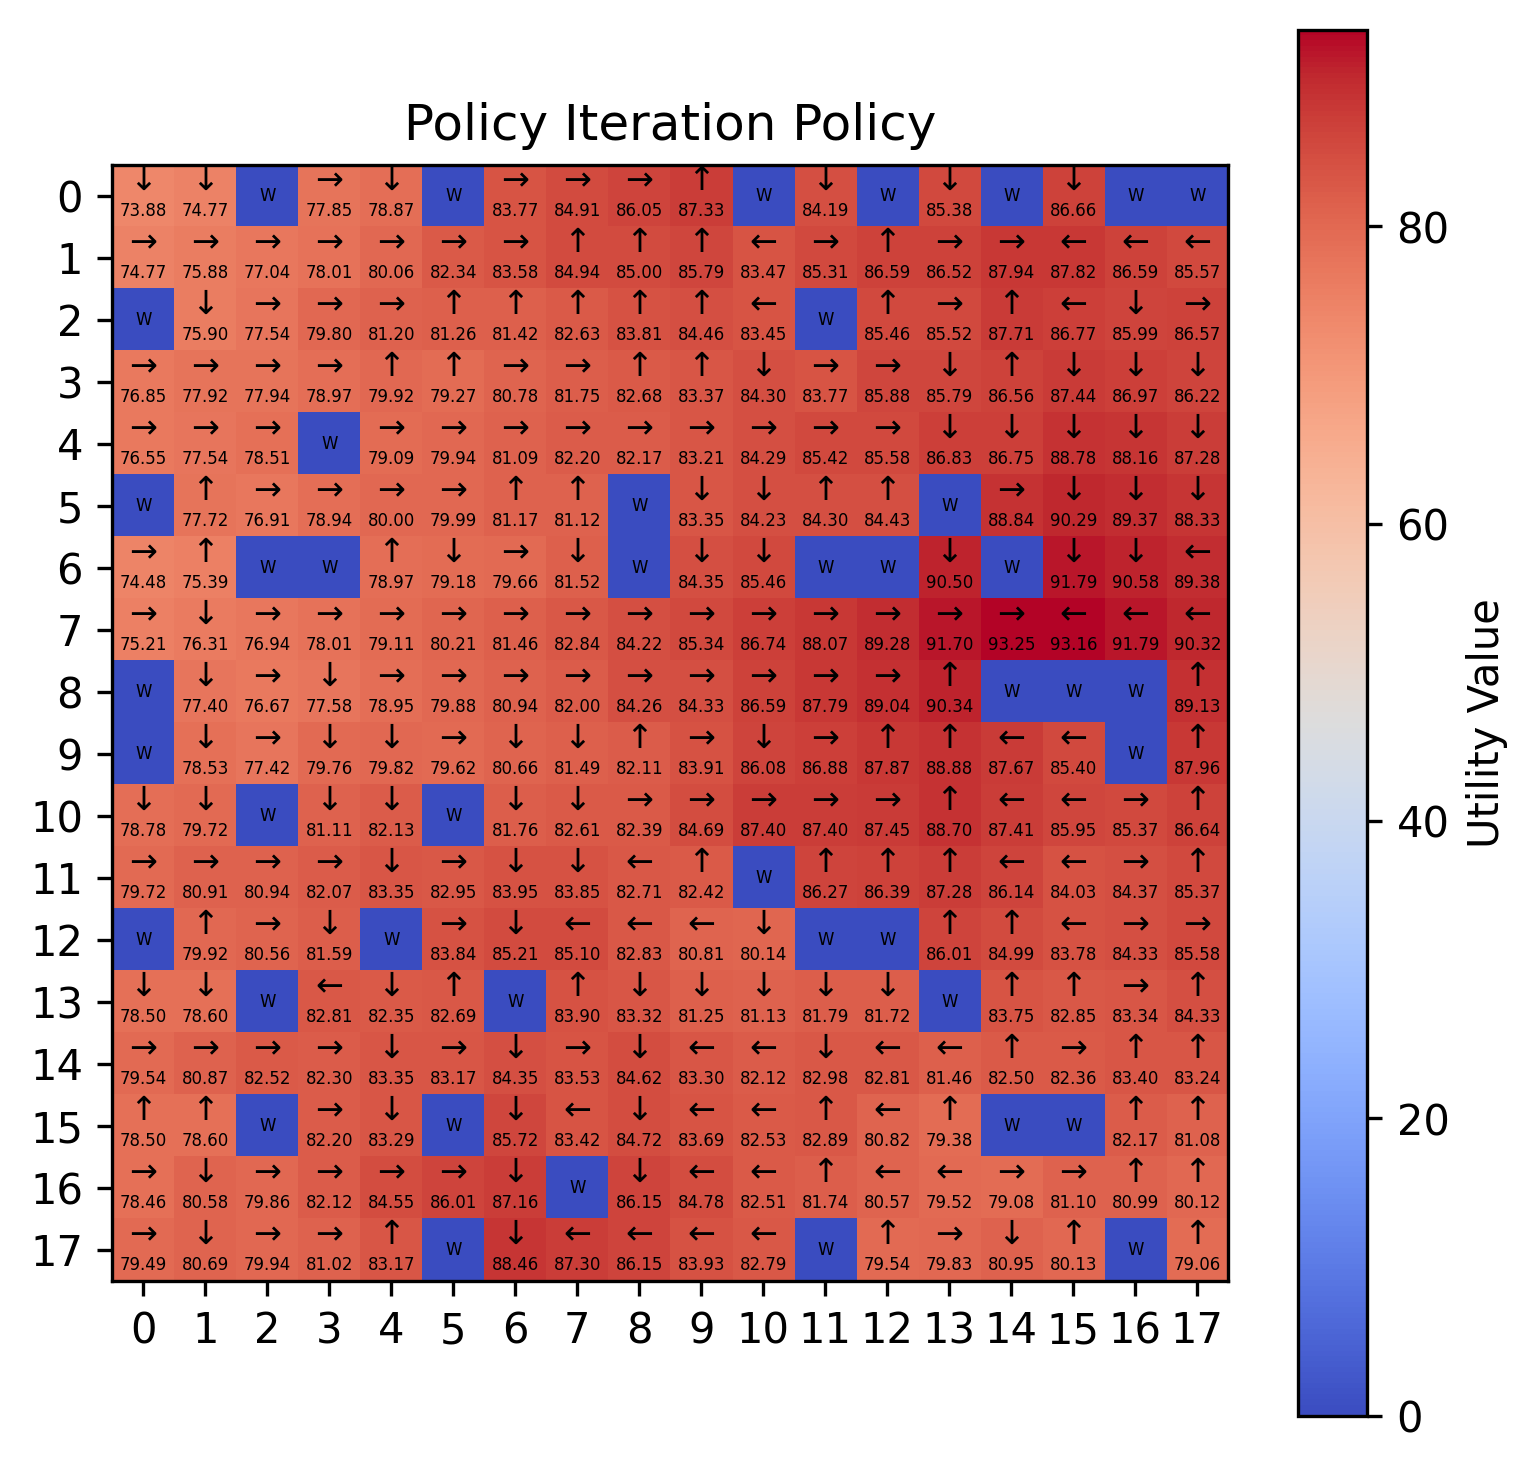 Policy Iteration Policy
0 ↓ ↓ W → ↓ W → → → ↑ W ↓ W ↓ W ↓ W W
73.88 74.77 77.85 78.87 83.77 84.91 86.05 87.33 84.19 85.38 86.66
1 → → → → → → → ↑ ↑ ↑ ← → ↑ → → ← ← ←
74.77 75.88 77.04 78.01 80.06 82.34 83.58 84.94 85.00 85.79 83.47 85.31 86.59 86.52 87.94 87.82 86.59 85.57
2 W ↓ → → → ↑ ↑ ↑ ↑ ↑ ← W ↑ → ↑ ← ↓ →
75.90 77.54 79.80 81.20 81.26 81.42 82.63 83.81 84.46 83.45 85.46 85.52 87.71 86.77 85.99 86.57
3 → → → → ↑ ↑ → → ↑ ↑ ↓ → → ↓ ↑ ↓ ↓ ↓
76.85 77.92 77.94 78.97 79.92 79.27 80.78 81.75 82.68 83.37 84.30 83.77 85.88 85.79 86.56 87.44 86.97 86.22
4 → → → W → → → → → → → → → ↓ ↓ ↓ ↓ ↓
76.55 77.54 78.51 79.09 79.94 81.09 82.20 82.17 83.21 84.29 85.42 85.58 86.83 86.75 88.78 88.16 87.28
5 W ↑ → → → → ↑ ↑ W ↓ ↓ ↑ ↑ W → ↓ ↓ ↓
77.72 76.91 78.94 80.00 79.99 81.17 81.12 83.35 84.23 84.30 84.43 88.84 90.29 89.37 88.33
6 → ↑ W W ↑ ↓ → ↓ W ↓ ↓ W W ↓ W ↓ ↓ ←
74.48 75.39 78.97 79.18 79.66 81.52 84.35 85.46 90.50 91.79 90.58 89.38
7 → ↓ → → → → → → → → → → → → → ← ← ←
75.21 76.31 76.94 78.01 79.11 80.21 81.46 82.84 84.22 85.34 86.74 88.07 89.28 91.70 93.25 93.16 91.79 90.32
8 W ↓ → ↓ → → → → → → → → → ↑ W W W ↑
77.40 76.67 77.58 78.95 79.88 80.94 82.00 84.26 84.33 86.59 87.79 89.04 90.34 89.13
9 W ↓ → ↓ ↓ → ↓ ↓ ↑ → ↓ → ↑ ↑ ← ← W ↑
78.53 77.42 79.76 79.82 79.62 80.66 81.49 82.11 83.91 86.08 86.88 87.87 88.88 87.67 85.40 87.96
10 ↓ ↓ W ↓ ↓ W ↓ ↓ → → → → → ↑ ← ← → ↑
78.78 79.72 81.11 82.13 81.76 82.61 82.39 84.69 87.40 87.40 87.45 88.70 87.41 85.95 85.37 86.64
11 → → → → ↓ → ↓ ↓ ← ↑ W ↑ ↑ ↑ ← ← → ↑
79.72 80.91 80.94 82.07 83.35 82.95 83.95 83.85 82.71 82.42 86.27 86.39 87.28 86.14 84.03 84.37 85.37
12 W ↑ → ↓ W → ↓ ← ← ← ↓ W W ↑ ↑ ← → →
79.92 80.56 81.59 83.84 85.21 85.10 82.83 80.81 80.14 86.01 84.99 83.78 84.33 85.58
13 ↓ ↓ W ← ↓ ↑ W ↑ ↓ ↓ ↓ ↓ ↓ W ↑ ↑ → ↑
78.50 78.60 82.81 82.35 82.69 83.90 83.32 81.25 81.13 81.79 81.72 83.75 82.85 83.34 84.33
14 → → → → ↓ → ↓ → ↓ ← ← ↓ ← ← ↑ → ↑ ↑
79.54 80.87 82.52 82.30 83.35 83.17 84.35 83.53 84.62 83.30 82.12 82.98 82.81 81.46 82.50 82.36 83.40 83.24
15 ↑ ↑ W → ↓ W ↓ ← ↓ ← ← ↑ ← ↑ W W ↑ ↑
78.50 78.60 82.20 83.29 85.72 83.42 84.72 83.69 82.53 82.89 80.82 79.38 82.17 81.08
16 → ↓ → → → → ↓ W ↓ ← ← ↑ ← ← → → ↑ ↑
78.46 80.58 79.86 82.12 84.55 86.01 87.16 86.15 84.78 82.51 81.74 80.57 79.52 79.08 81.10 80.99 80.12
17 → ↓ → → ↑ W ↓ ← ← ← ← W ↑ → ↓ ↑ W ↑
79.49 80.69 79.94 81.02 83.17 88.46 87.30 86.15 83.93 82.79 79.54 79.83 80.95 80.13 79.06
0 1 2 3 4 5 6 7 8 9 10 11 12 13 14 15 16 17
80
60
40
20
0
Utility Value